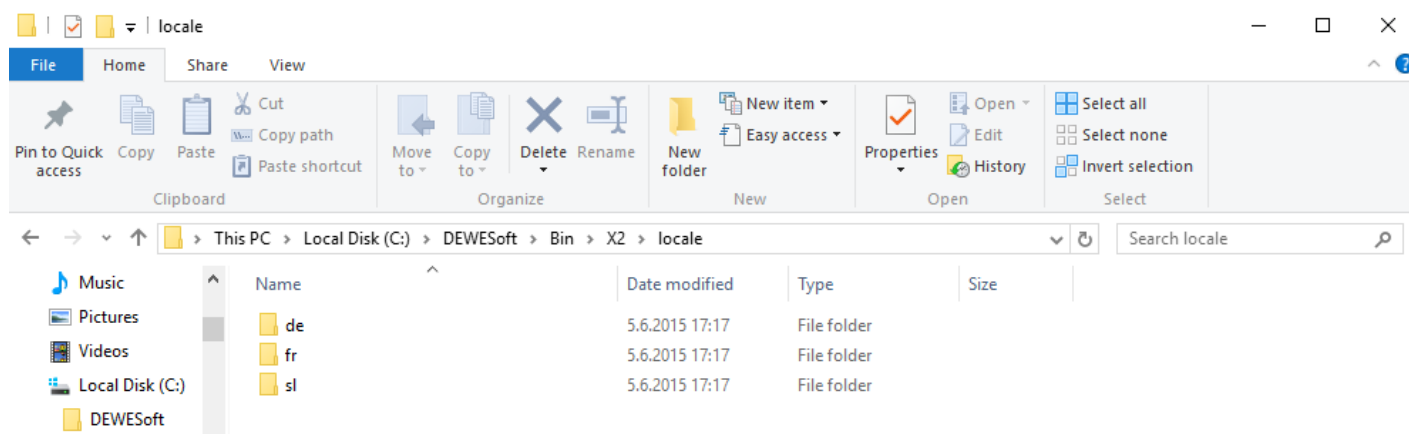 locale
File Home Share View
Pin to Quick access
Copy
Paste
Cut
Copy path
Paste shortcut
Clipboard
Move to
Copy to
Delete
Rename
Organize
New folder
New item
Easy access
New
Properties
Open
Edit
History
Open
Select all
Select none
Invert selection
Select
This PC > Local Disk (C:) > DEWESoft > Bin > X2 > locale
Search locale
Music
Pictures
Videos
Local Disk (C:)
DEWESoft
Name Date modified Type Size
de 5.6.2015 17:17 File folder
fr 5.6.2015 17:17 File folder
sl 5.6.2015 17:17 File folder